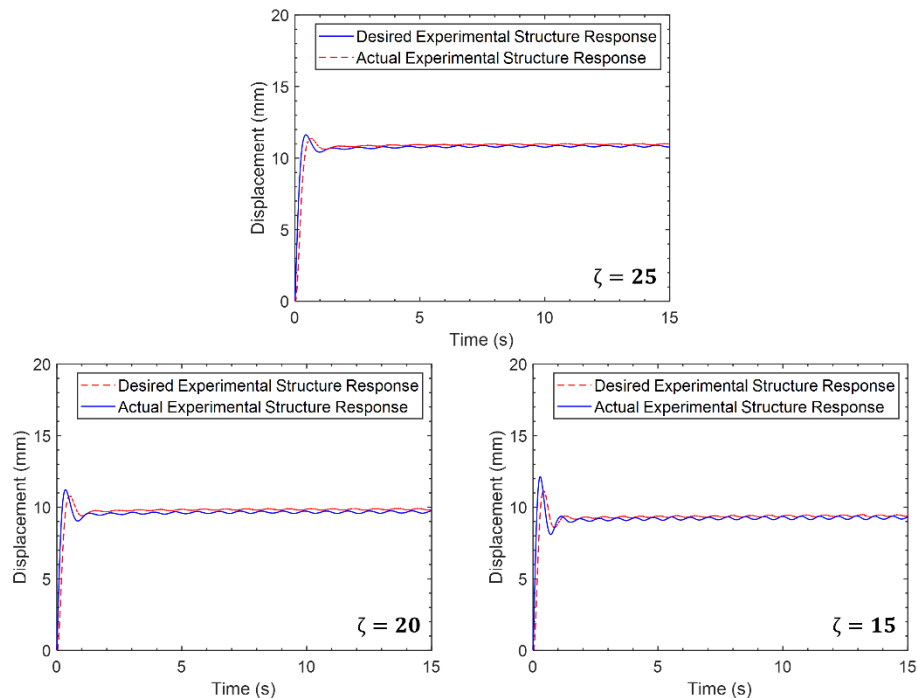 20
15
10
5
0
Displacement (mm)
Desired Experimental Structure Response
Actual Experimental Structure Response
ζ = 25
0 5 10 15
Time (s)
20
15
10
5
0
Displacement (mm)
Desired Experimental Structure Response
Actual Experimental Structure Response
ζ = 20
0 5 10 15
Time (s)
20
15
10
5
0
Displacement (mm)
Desired Experimental Structure Response
Actual Experimental Structure Response
ζ = 15
0 5 10 15
Time (s)